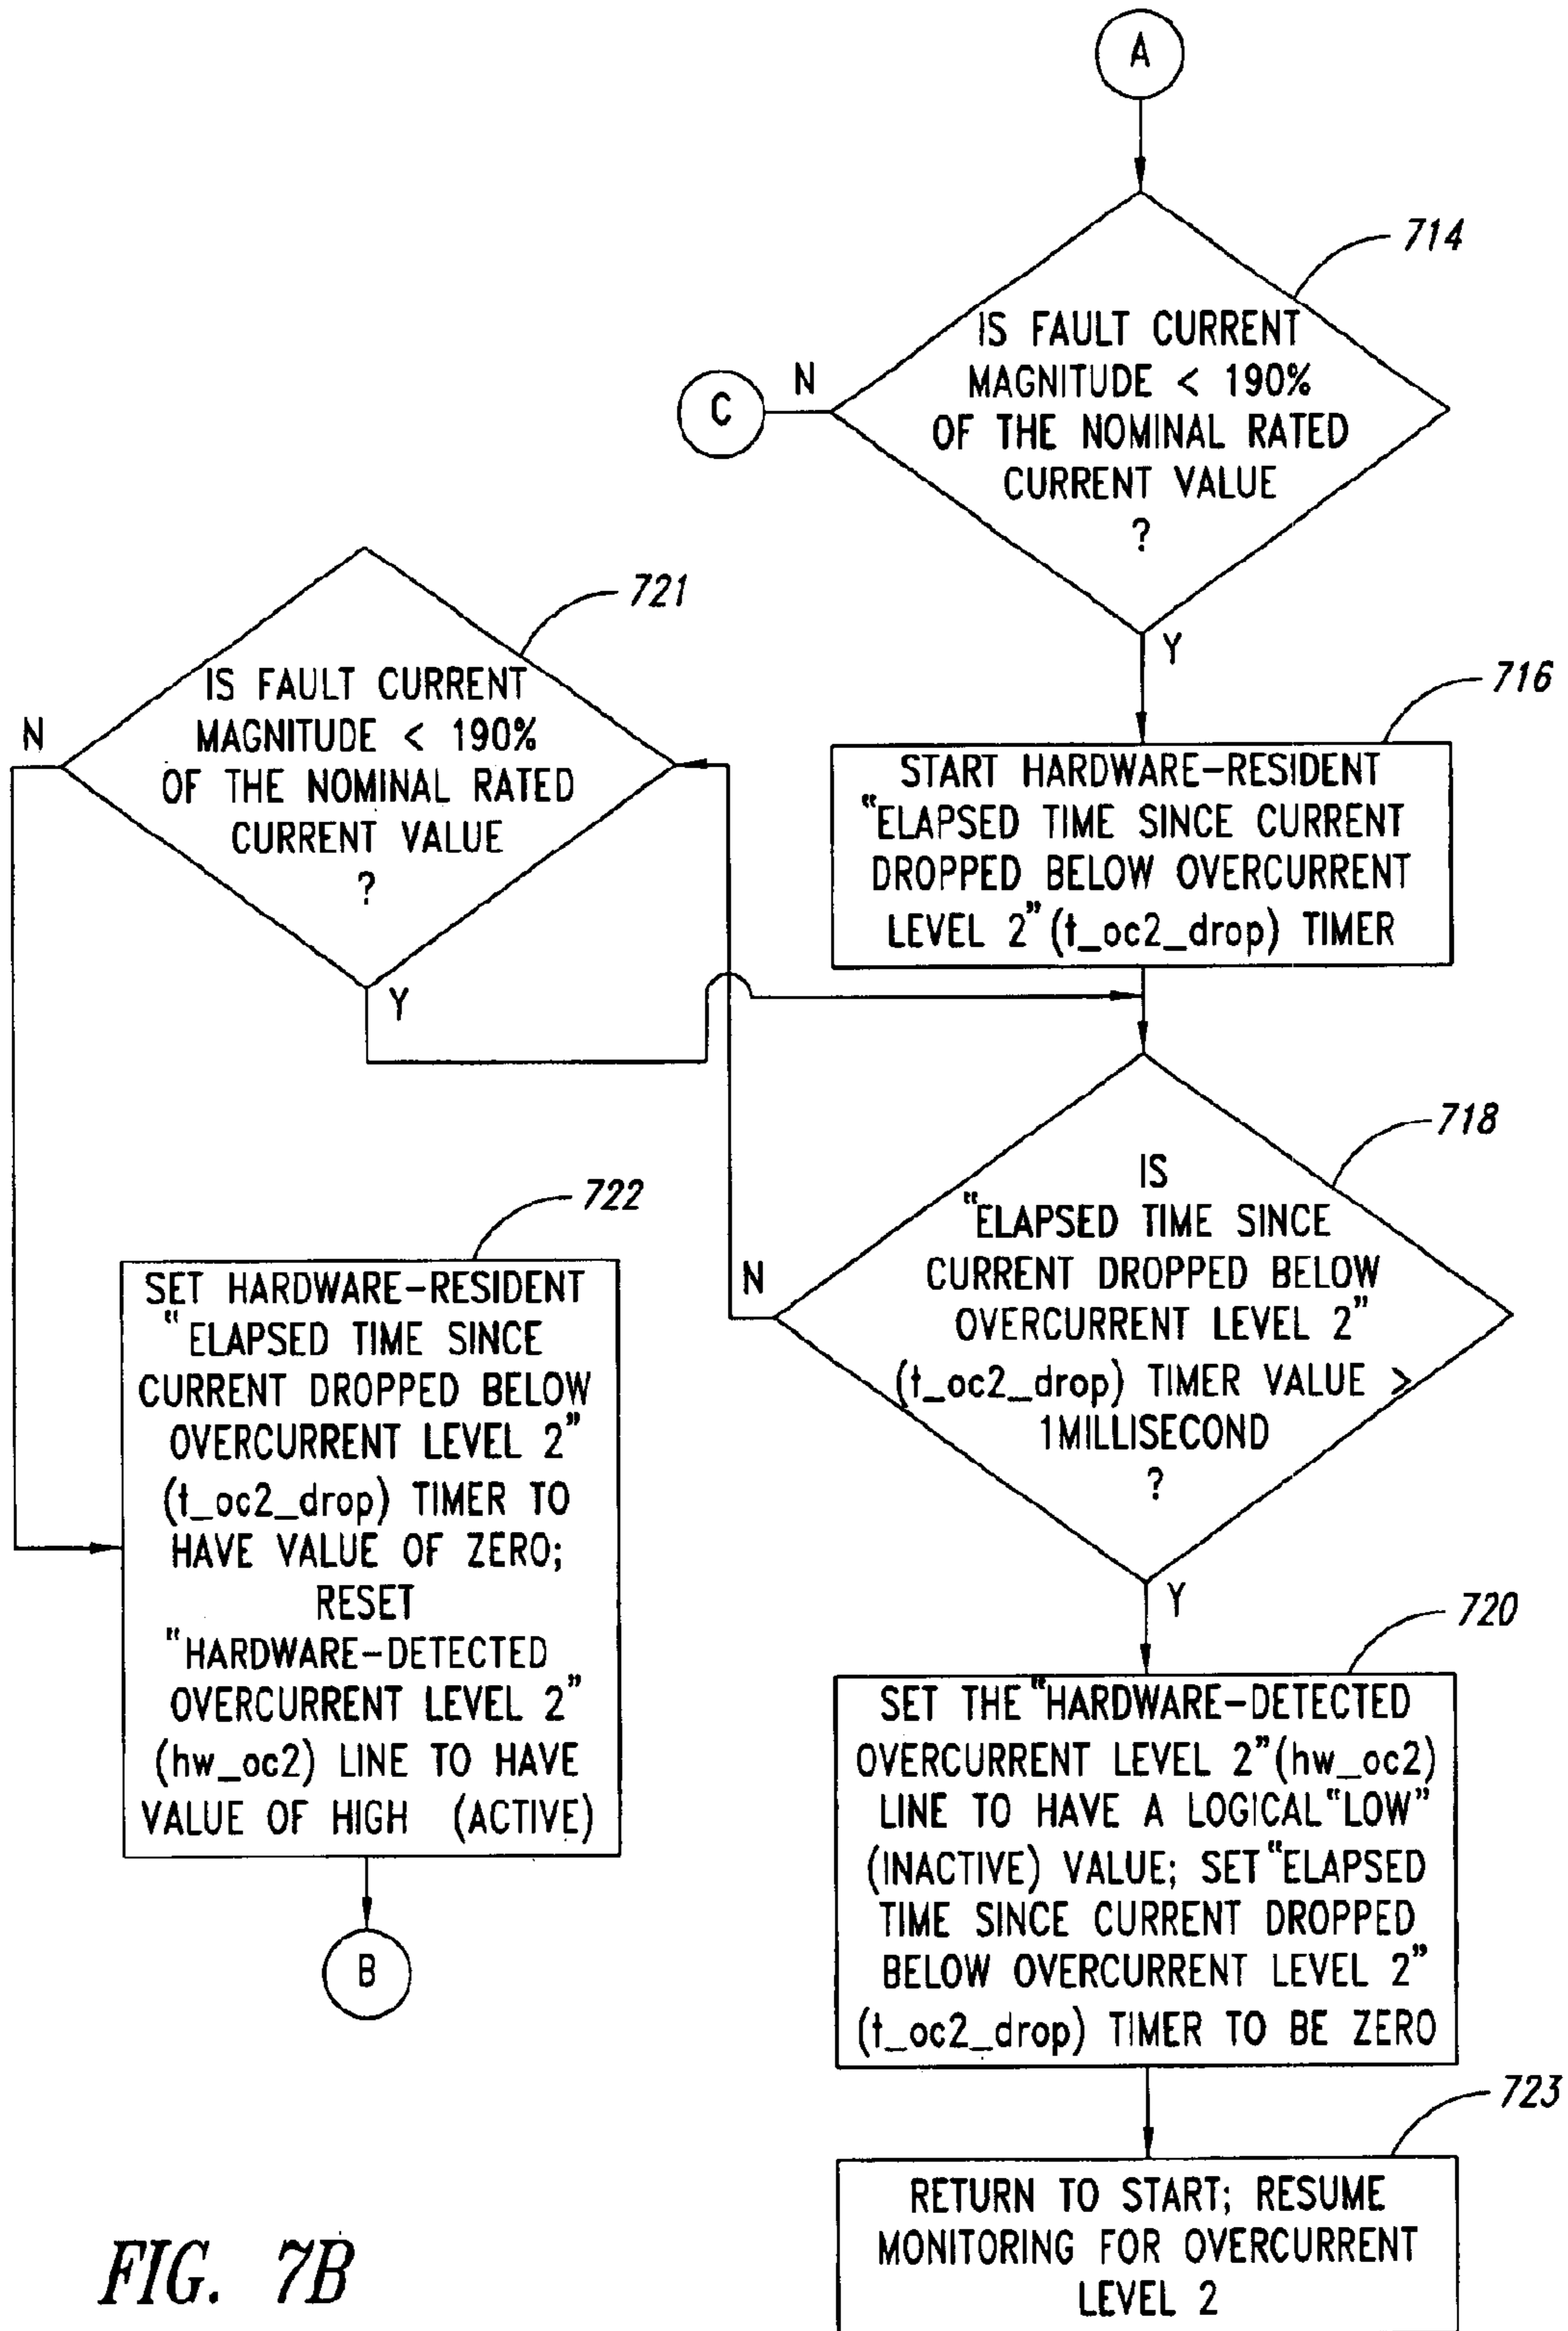 A
714
IS FAULT CURRENT
MAGNITUDE < 190%
OF THE NOMINAL RATED
CURRENT VALUE
?
N
C
Y
721
IS FAULT CURRENT
MAGNITUDE < 190%
OF THE NOMINAL RATED
CURRENT VALUE
?
N
Y
716
START HARDWARE-RESIDENT
"ELAPSED TIME SINCE CURRENT
DROPPED BELOW OVERCURRENT
LEVEL 2" (t_oc2_drop) TIMER
718
IS
"ELAPSED TIME SINCE
CURRENT DROPPED BELOW
OVERCURRENT LEVEL 2"
(t_oc2_drop) TIMER VALUE >
1MILLISECOND
?
N
Y
722
SET HARDWARE-RESIDENT
"ELAPSED TIME SINCE
CURRENT DROPPED BELOW
OVERCURRENT LEVEL 2"
(t_oc2_drop) TIMER TO
HAVE VALUE OF ZERO;
RESET
"HARDWARE-DETECTED
OVERCURRENT LEVEL 2"
(hw_oc2) LINE TO HAVE
VALUE OF HIGH (ACTIVE)
B
720
SET THE "HARDWARE-DETECTED
OVERCURRENT LEVEL 2" (hw_oc2)
LINE TO HAVE A LOGICAL "LOW"
(INACTIVE) VALUE; SET "ELAPSED
TIME SINCE CURRENT DROPPED
BELOW OVERCURRENT LEVEL 2"
(t_oc2_drop) TIMER TO BE ZERO
723
RETURN TO START; RESUME
MONITORING FOR OVERCURRENT
LEVEL 2
FIG. 7B